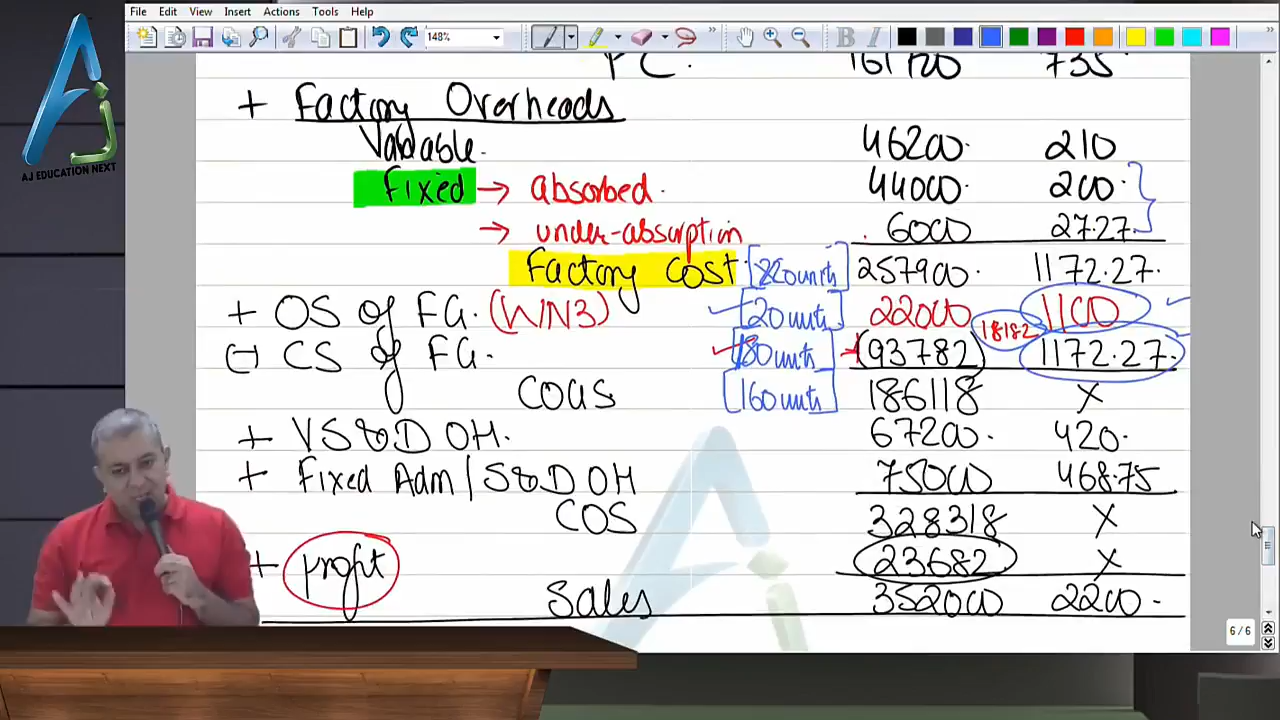 File Edit View Insert Actions Tools Help
148%
AJ EDUCATION NEXT
P.C. 161700 735
+ Factory Overheads
Variable. 46200. 210
Fixed → absorbed. 44000. 200.
→ under-absorption 6000 27.27.
Factory Cost. [220 units] 257900. 1172.27.
+ OS of FG. (WN3) [20 units] 22000 1100
18182
(-) CS of FG. [80 units] (93782) 1172.27.
COGS. [160 units] 186118 X
+ VS&D OH. 67200. 420.
+ Fixed Adm/S&D OH 75000 468.75
COS 328318 X
+ Profit 23682 X
Sales 352000 2200.
6 / 6